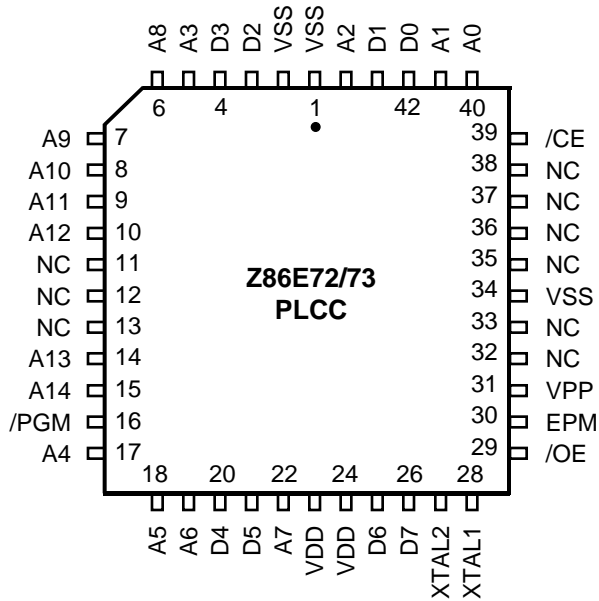 A8 A3 D3 D2 VSS VSS A2 D1 D0 A1 A0
6 4 1 42 40
A9 7 39 /CE
A10 8 38 NC
A11 9 37 NC
A12 10 36 NC
NC 11 35 NC
NC 12 34 VSS
NC 13 33 NC
A13 14 32 NC
A14 15 31 VPP
/PGM 16 30 EPM
A4 17 29 /OE
Z86E72/73
PLCC
18 20 22 24 26 28
A5 A6 D4 D5 A7 VDD VDD D6 D7 XTAL2 XTAL1